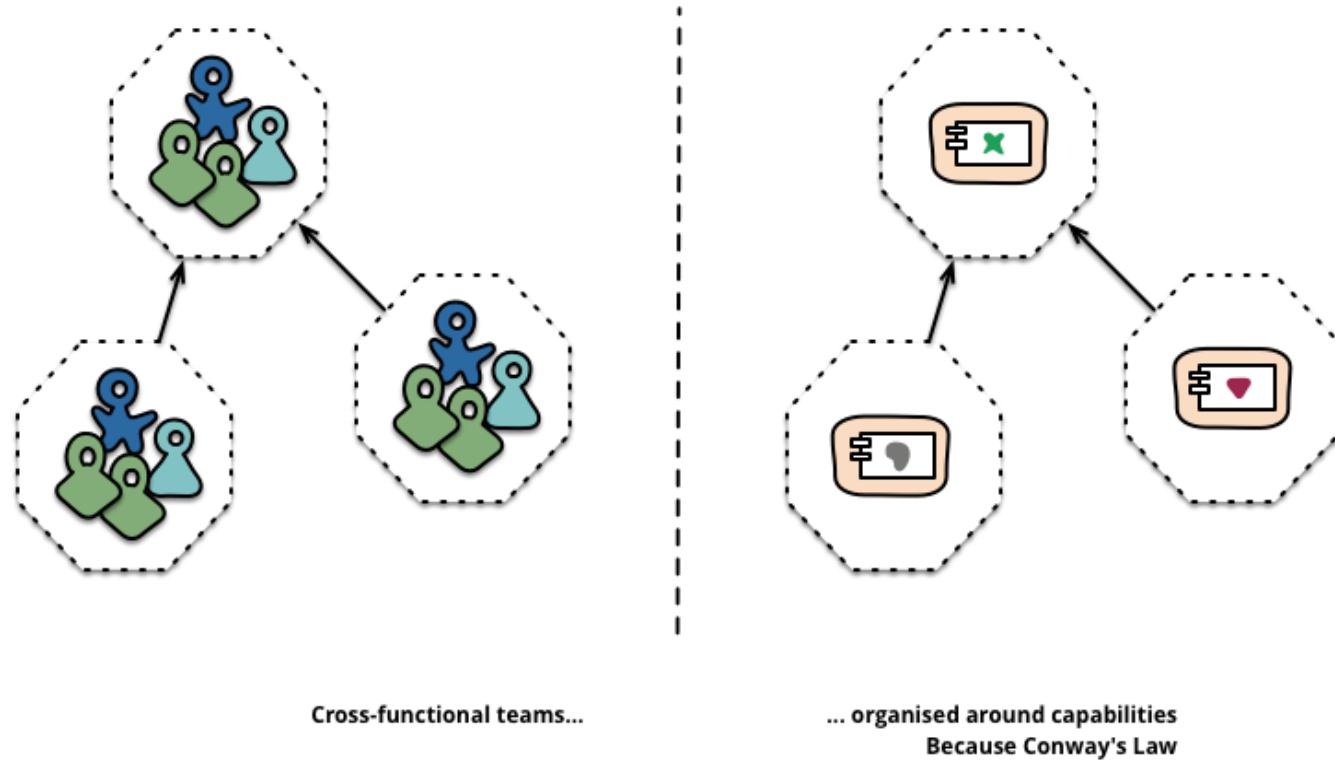 Cross-functional teams...
... organised around capabilities
Because Conway's Law